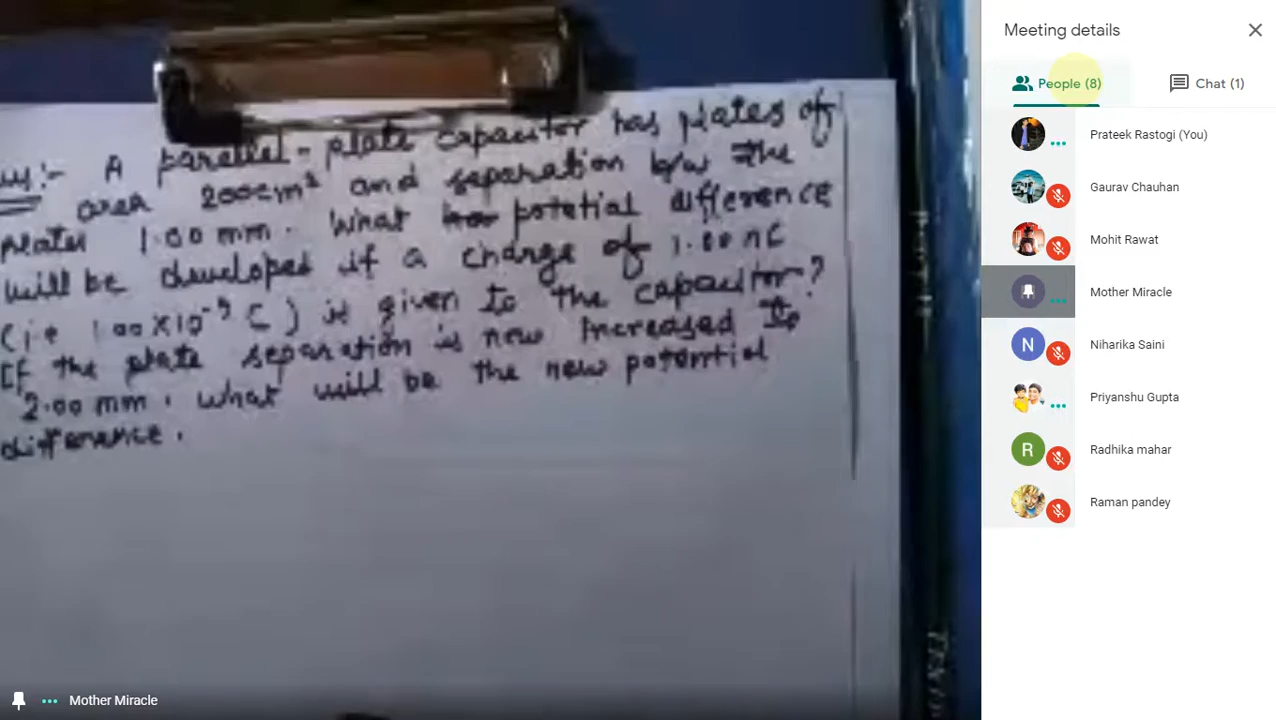 Ques:- A parallel-plate capacitor has plates of
area 200cm² and separation b/w the
plates 1.00 mm. What potetial difference
will be developed if a charge of 1.00 nC
(i.e 1.00×10⁻⁹ C) is given to the capacitor?
If the plate separation is now increased to
2.00 mm. what will be the new potential
difference.
Mother Miracle
Meeting details
People (8)
Chat (1)
Prateek Rastogi (You)
Gaurav Chauhan
Mohit Rawat
Mother Miracle
N
Niharika Saini
Priyanshu Gupta
R
Radhika mahar
Raman pandey